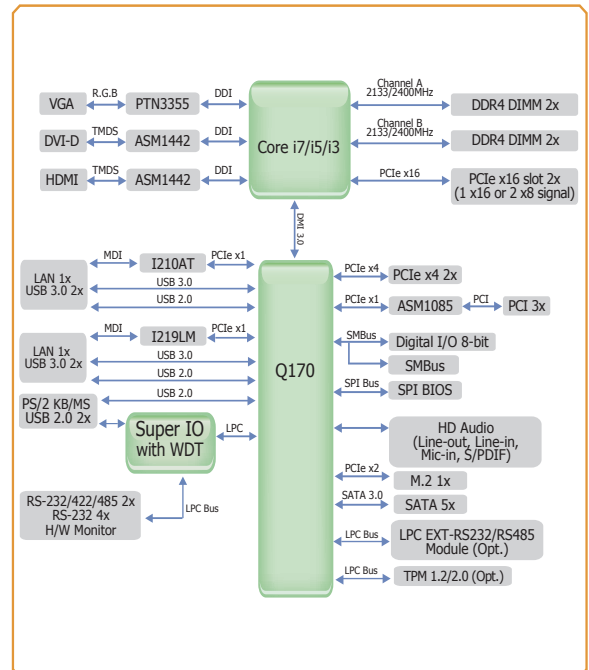 VGA
R.G.B
PTN3355
DDI
DVI-D
TMDS
ASM1442
DDI
HDMI
TMDS
ASM1442
DDI
Core i7/i5/i3
Channel A
2133/2400MHz
DDR4 DIMM 2x
Channel B
2133/2400MHz
DDR4 DIMM 2x
PCIe x16
PCIe x16 slot 2x
(1 x16 or 2 x8 signal)
DMI 3.0
LAN 1x
USB 3.0 2x
MDI
I210AT
PCIe x1
USB 3.0
USB 2.0
LAN 1x
USB 3.0 2x
MDI
I219LM
PCIe x1
USB 3.0
USB 2.0
PS/2 KB/MS
USB 2.0 2x
USB 2.0
Super IO
with WDT
LPC
RS-232/422/485 2x
RS-232 4x
H/W Monitor
LPC Bus
Q170
PCIe x4
PCIe x4 2x
PCIe x1
ASM1085
PCI
PCI 3x
SMBus
Digital I/O 8-bit
SMBus
SPI Bus
SPI BIOS
HD Audio
(Line-out, Line-in,
Mic-in, S/PDIF)
PCIe x2
M.2 1x
SATA 3.0
SATA 5x
LPC Bus
LPC EXT-RS232/RS485
Module (Opt.)
LPC Bus
TPM 1.2/2.0 (Opt.)